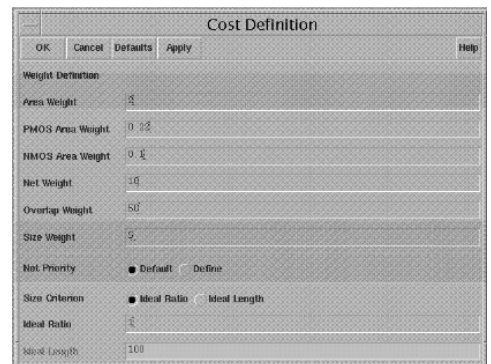 Cost Definition
OK Cancel Defaults Apply Help
Weight Definition
Area Weight
PMOS Area Weight
NMOS Area Weight
Net Weight 10
Overlap Weight 50
Size Weight
Net Priority Default Define
Size Criterion Ideal Ratio Ideal Length
Ideal Ratio
Ideal Length 100